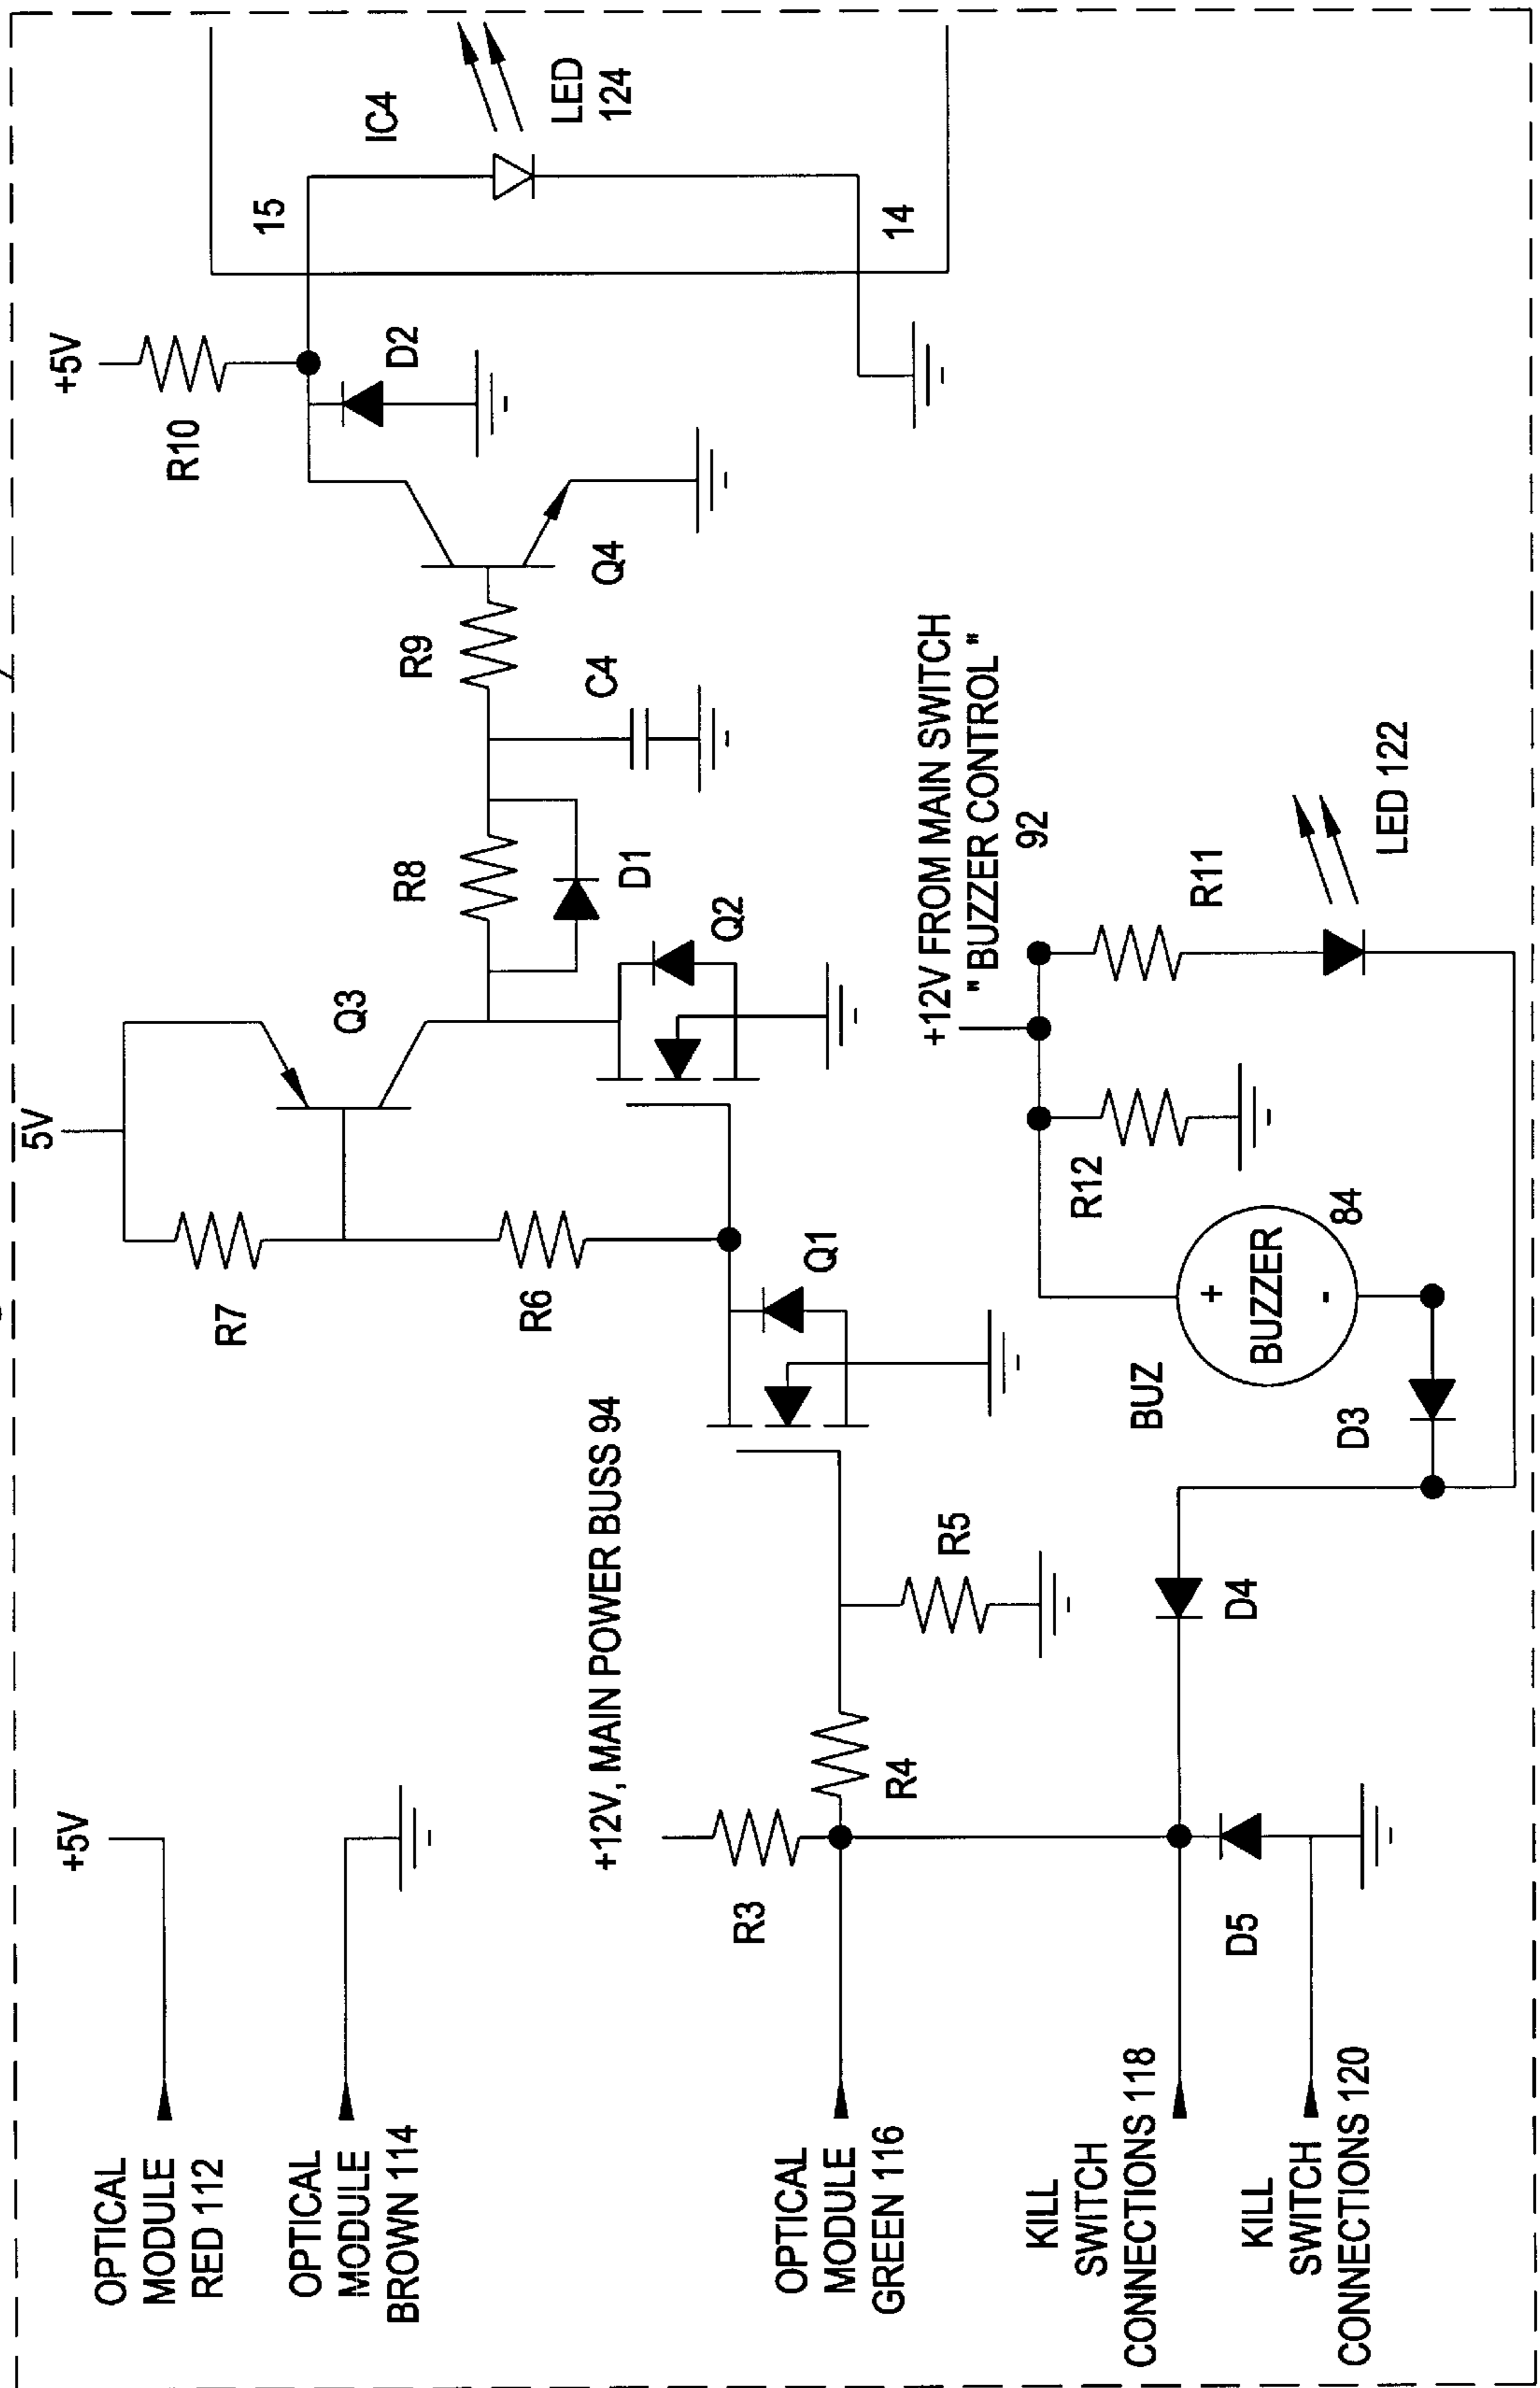 OPTICAL
MODULE
RED 112
+5V
OPTICAL
MODULE
BROWN 114
OPTICAL
MODULE
GREEN 116
KILL
SWITCH
CONNECTIONS 118
KILL
SWITCH
CONNECTIONS 120
+12V, MAIN POWER BUSS 94
R3
R4
R5
D5
D4
D3
5V
R7
R6
Q3
Q1
Q2
R8
D1
R9
C4
Q4
+5V
R10
D2
15
14
IC4
LED
124
+12V FROM MAIN SWITCH
" BUZZER CONTROL "
92
R12
R11
LED 122
BUZ
+
BUZZER
-
84